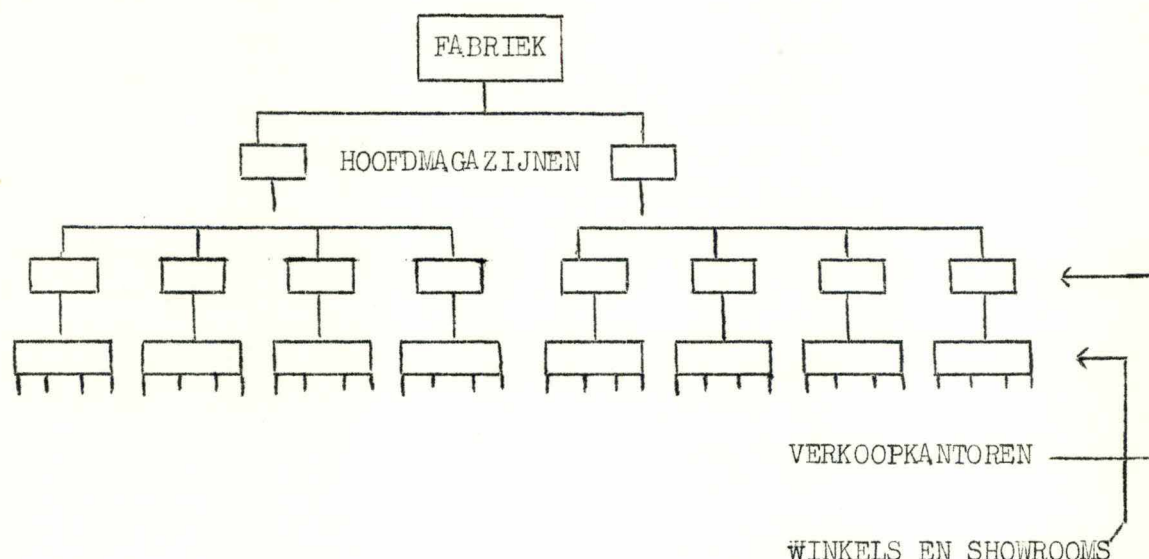 FABRIEK
HOOFDMAGAZIJNEN
VERKOOPKANTOREN
WINKELS EN SHOWROOMS